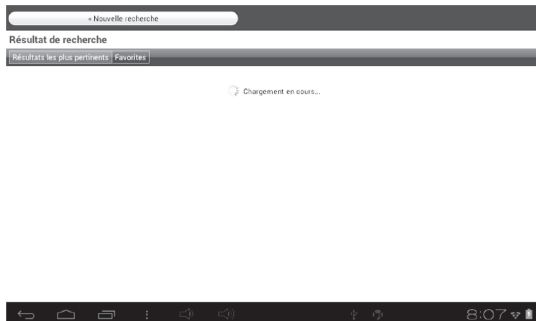 « Nouvelle recherche
Résultat de recherche
Résultats les plus pertinents Favorites
Chargement en cours...
8:07